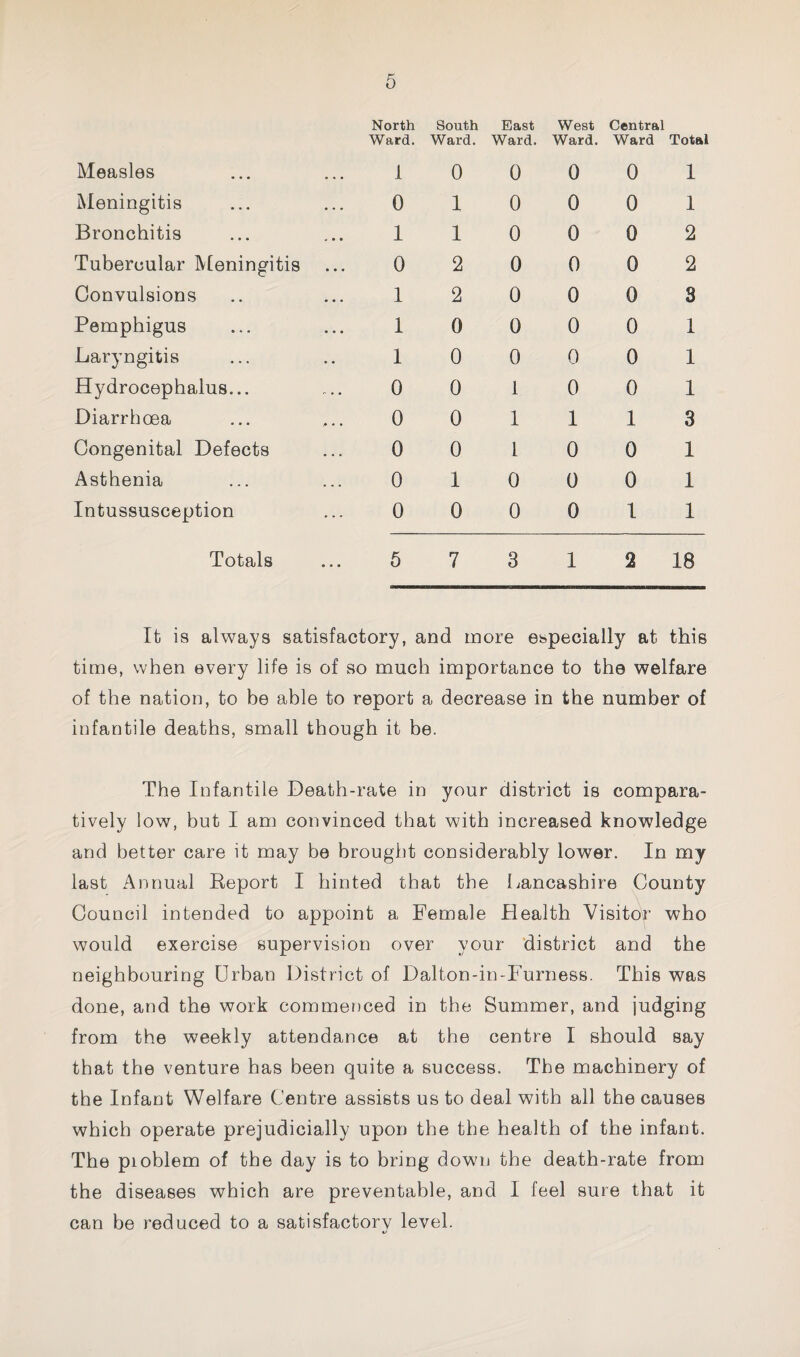 5
North South East West Central
Ward. Ward. Ward. Ward. Ward Total
Measles ... ... 1 0 0 0 0 1
Meningitis ... ... 0 1 0 0 0 1
Bronchitis ... ... 1 1 0 0 0 2
Tubercular Meningitis ... 0 2 0 0 0 2
Convulsions .. ... 1 2 0 0 0 3
Pemphigus ... ... 1 0 0 0 0 1
Laryngitis ... .. 1 0 0 0 0 1
Hydrocephalus... ... 0 0 1 0 0 1
Diarrhœa ... ... 0 0 1 1 1 3
Congenital Defects ... 0 0 1 0 0 1
Asthenia ... ... 0 1 0 0 0 1
Intussusception ... 0 0 0 0 1 1
Totals ... 5 7 3 1 2 18
It is always satisfactory, and more especially at this
time, when every life is of so much importance to the welfare
of the nation, to be able to report a decrease in the number of
infantile deaths, small though it be.
The Infantile Death-rate in your district is compara-
tively low, but I am convinced that with increased knowledge
and better care it may be brought considerably lower. In my
last Annual Report I hinted that the Lancashire County
Council intended to appoint a Female Health Visitor who
would exercise supervision over your district and the
neighbouring Urban District of Dalton-in-Furness. This was
done, and the work commenced in the Summer, and judging
from the weekly attendance at the centre I should say
that the venture has been quite a success. The machinery of
the Infant Welfare Centre assists us to deal with all the causes
which operate prejudicially upon the the health of the infant.
The problem of the day is to bring down the death-rate from
the diseases which are preventable, and I feel sure that it
can be reduced to a satisfactory level.